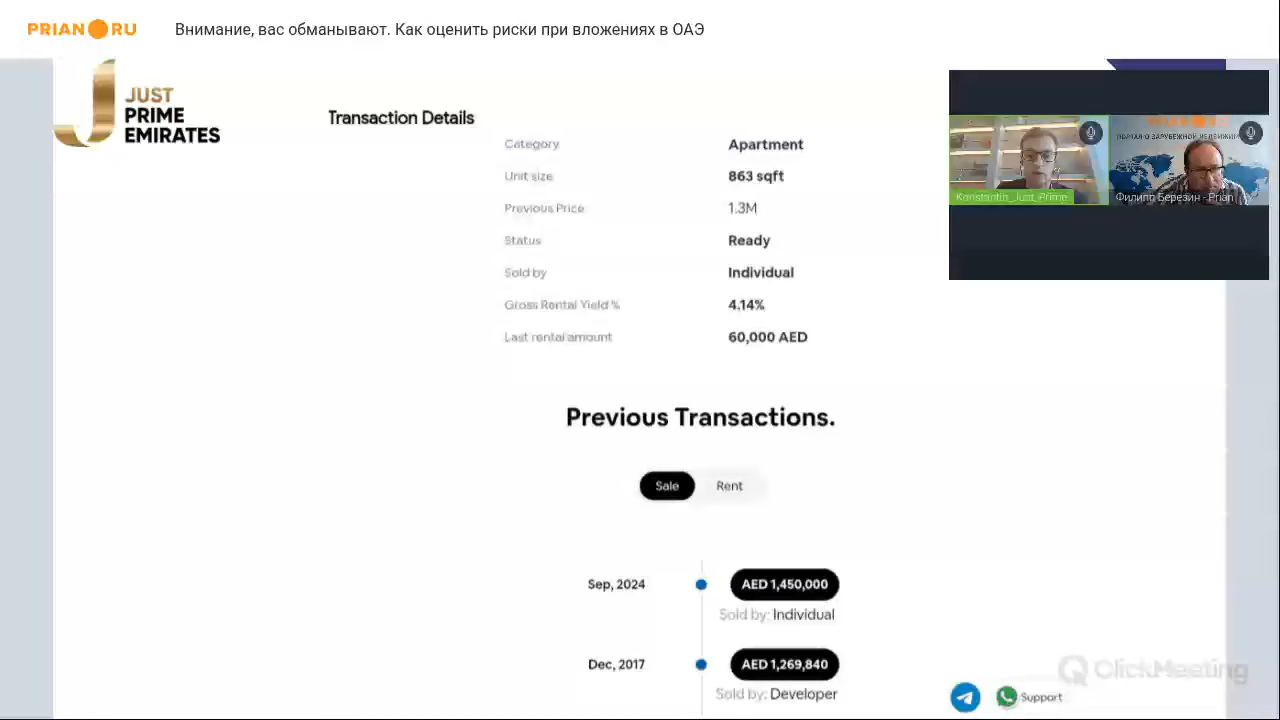 PRIAN RU
Внимание, вас обманывают. Как оценить риски при вложениях в ОАЭ
JUST
PRIME
EMIRATES
Transaction Details
Category Apartment
Unit size 863 sqft
Previous Price 1.3M
Status Ready
Sold by Individual
Gross Rental Yield % 4.14%
Last rental amount 60,000 AED
Konstantin_Just_Prime
ПОРТАЛ О ЗАРУБЕЖНОЙ НЕДВИЖИМ
Филипп Березин - Prian
Previous Transactions.
Sale Rent
Sep, 2024 AED 1,450,000
Sold by: Individual
Dec, 2017 AED 1,269,840
Sold by: Developer
ClickMeeting
Support